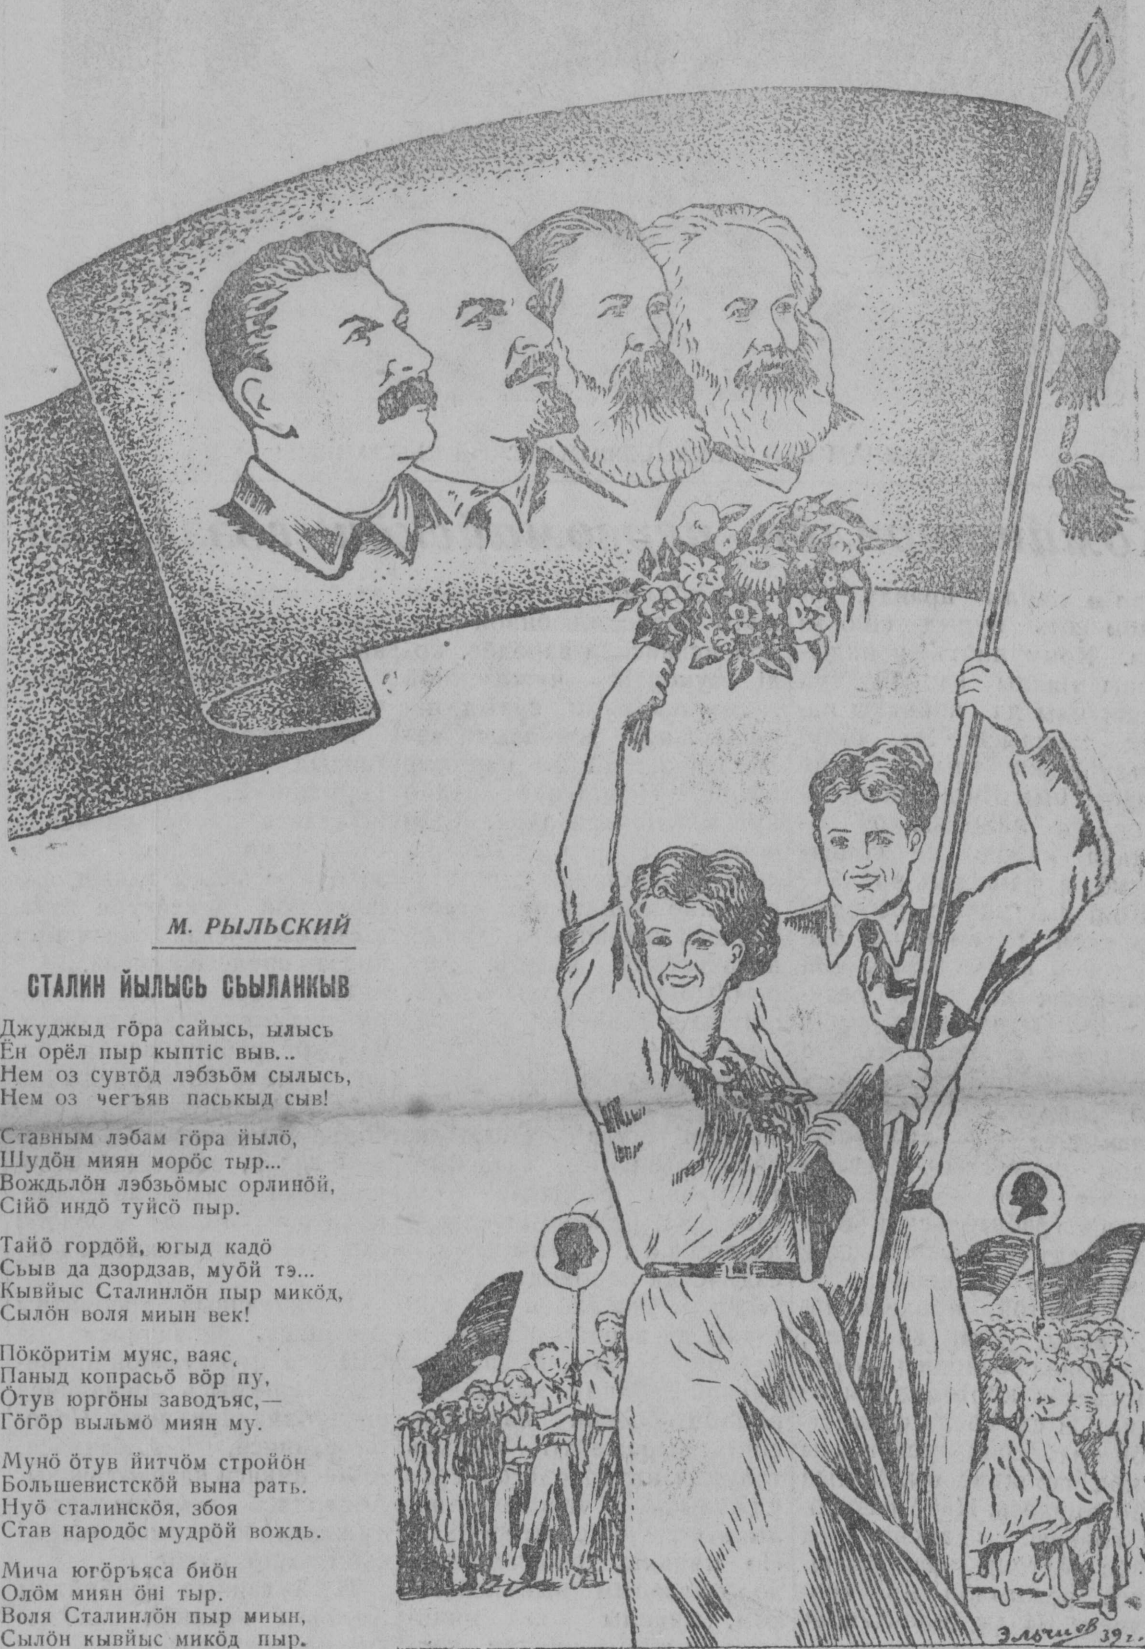 М. РЫЛЬСКИЙ
СТАЛИН ЙЫЛЫСЬ СЬЫЛАНКЫВ
Джуджыд гӧра сайысь, ылысь
Ён орёл пыр кыптіс выв...
Нем оз сувтӧд лэбзьӧм сылысь,
Нем оз чегъяв паськыд сыв!
Ставным лэбам гӧра йылӧ,
Шудӧн миян морӧс тыр...
Вождьлӧн лэбзьӧмыс орлинӧй,
Сійӧ индӧ туйсӧ пыр.
Тайӧ гордӧй, югыд кадӧ
Сьыв да дзордзав, муӧй тэ...
Кывйыс Сталинлӧн пыр микӧд,
Сылӧн воля миын век!
Пӧкӧритім муяс, ваяс,
Паныд копрасьӧ вӧр пу,
Ӧтув юргӧны заводъяс,—
Гӧгӧр выльмӧ миян му.
Мунӧ ӧтув йитчӧм стройӧн
Большевистскӧй вына рать.
Нуӧ сталинскӧя, збоя
Став народӧс мудрӧй вождь.
Мича югӧръяса биӧн
Олӧм миян ӧні тыр.
Воля Сталинлӧн пыр миын,
Сылӧн кывйыс микӧд пыр.
Эльчиов 39 г.